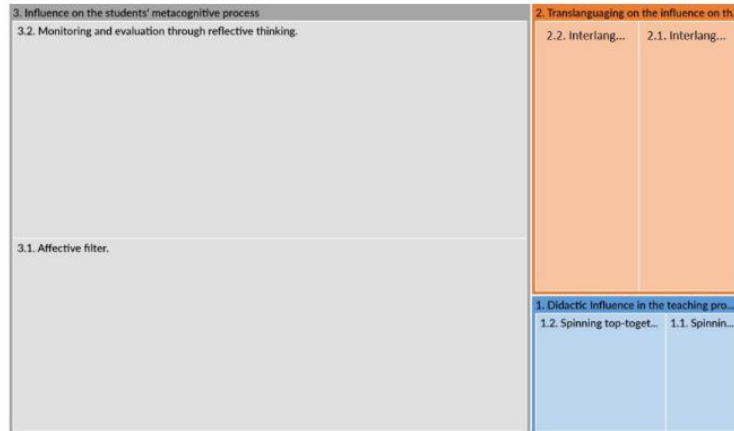 3. Influence on the students' metacognitive process
3.2. Monitoring and evaluation through reflective thinking.
3.1. Affective filter.
2. Translanguaging on the influence on th...
2.2. Interlang...
2.1. Interlang...
1. Didactic Influence in the teaching pro...
1.2. Spinning top-toget...
1.1. Spinnin...